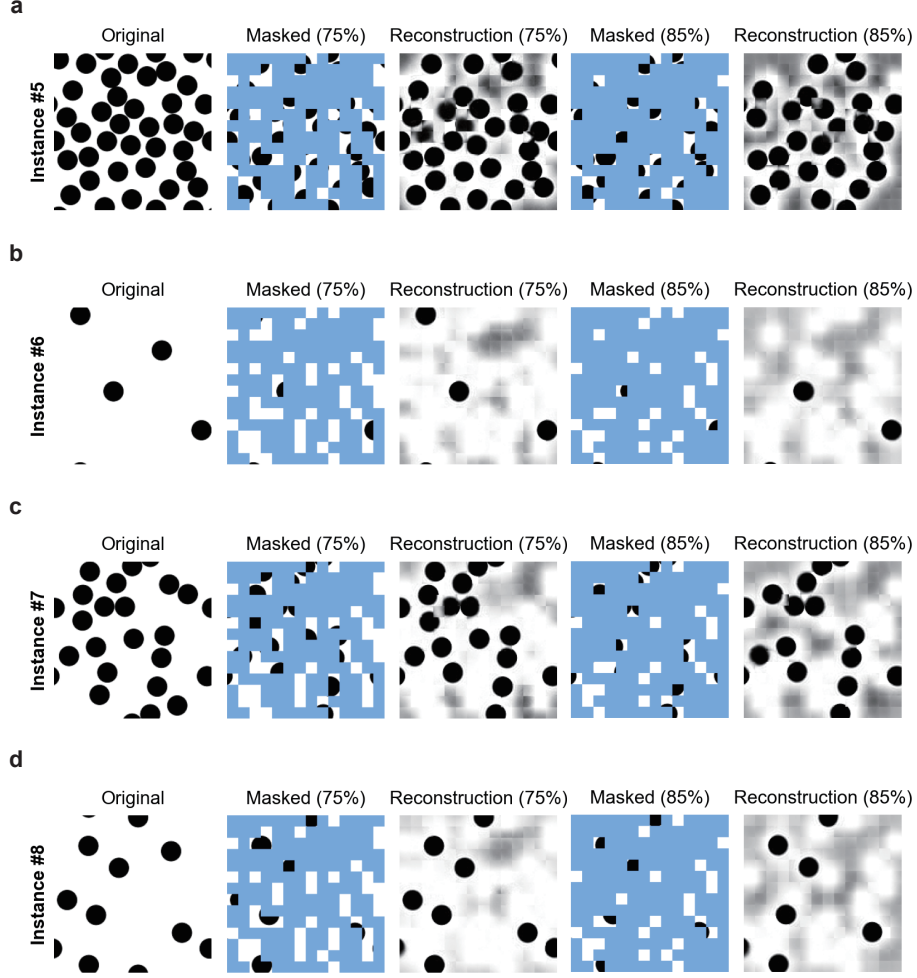 a
Original Masked (75%) Reconstruction (75%) Masked (85%) Reconstruction (85%)
Instance #5
b
Original Masked (75%) Reconstruction (75%) Masked (85%) Reconstruction (85%)
Instance #6
c
Original Masked (75%) Reconstruction (75%) Masked (85%) Reconstruction (85%)
Instance #7
d
Original Masked (75%) Reconstruction (75%) Masked (85%) Reconstruction (85%)
Instance #8